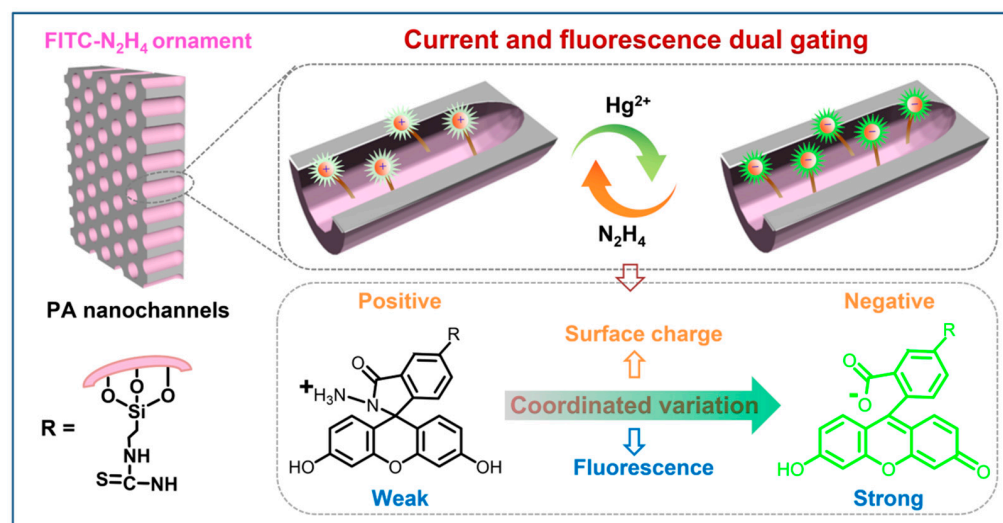 FITC-N₂H₄ ornament
Current and fluorescence dual gating
Hg²⁺
N₂H₄
+
+
+
+
−
−
−
−
−
PA nanochannels
Positive
Negative
Surface charge
Coordinated variation
Fluorescence
Weak
Strong
R
O
+
H₃N
N
HO
O
OH
R
O
O
-
HO
O
O
R =
O
O
O
Si
NH
S=C-NH